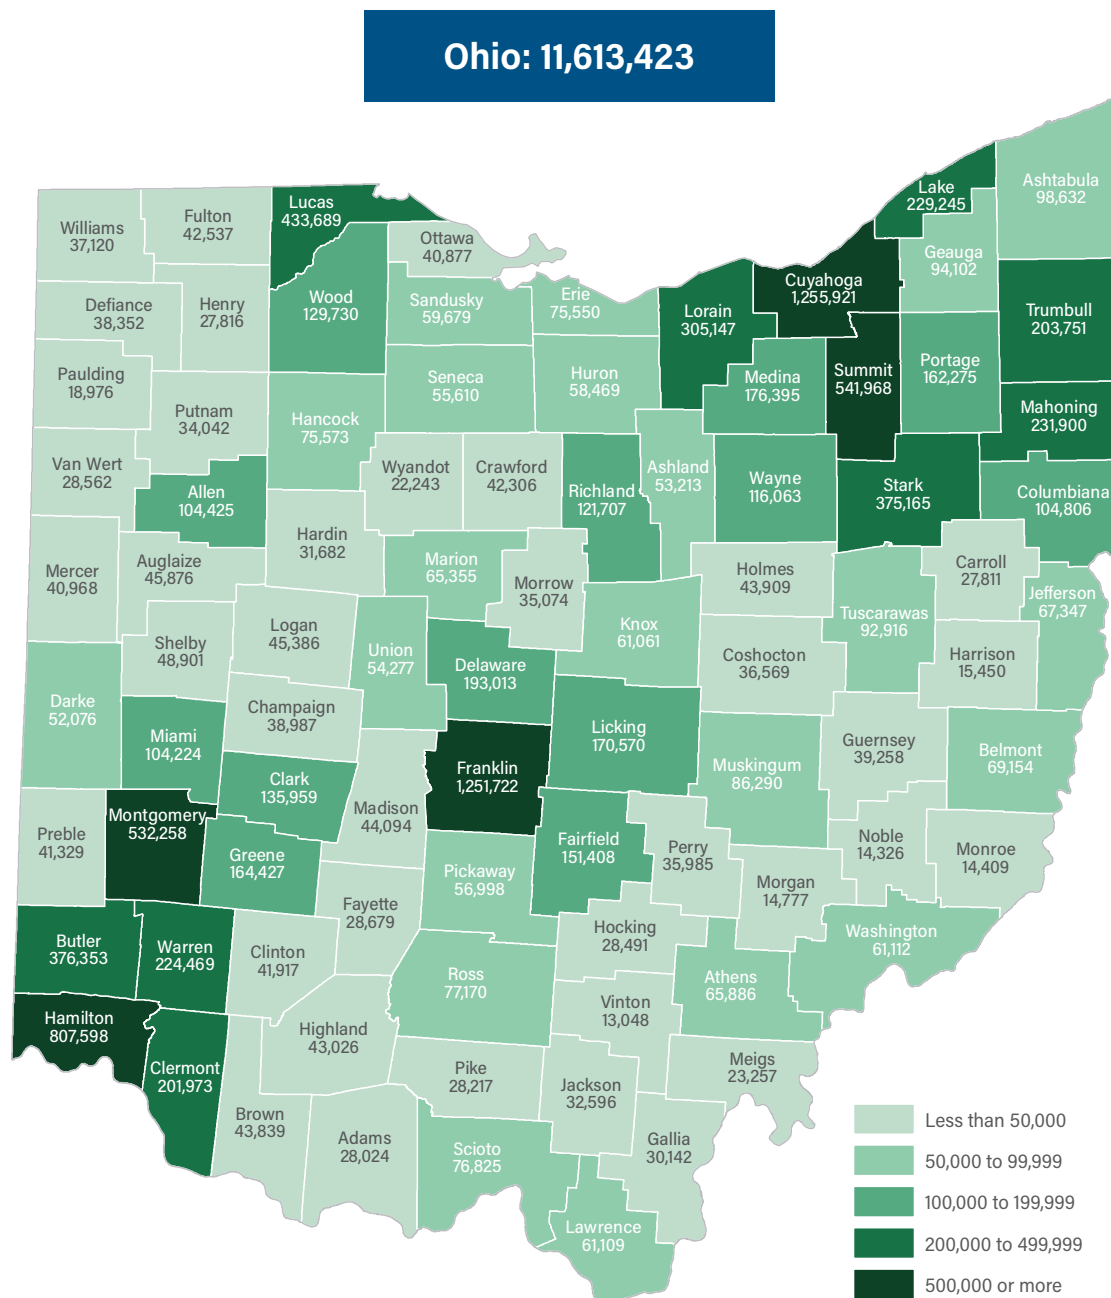 Ohio: 11,613,423
Williams
37,120
Fulton
42,537
Lucas
433,689
Ottawa
40,877
Lake
229,245
Ashtabula
98,632
Geauga
94,102
Cuyahoga
1,255,921
Defiance
38,352
Henry
27,816
Wood
129,730
Sandusky
59,679
Erie
75,550
Lorain
305,147
Trumbull
203,751
Paulding
18,976
Putnam
34,042
Hancock
75,573
Seneca
55,610
Huron
58,469
Medina
176,395
Summit
541,968
Portage
162,275
Mahoning
231,900
Van Wert
28,562
Allen
104,425
Wyandot
22,243
Crawford
42,306
Richland
121,707
Ashland
53,213
Wayne
116,063
Stark
375,165
Columbiana
104,806
Mercer
40,968
Auglaize
45,876
Hardin
31,682
Marion
65,355
Morrow
35,074
Holmes
43,909
Carroll
27,811
Jefferson
67,347
Tuscarawas
92,916
Shelby
48,901
Logan
45,386
Union
54,277
Knox
61,061
Delaware
193,013
Coshocton
36,569
Harrison
15,450
Darke
52,076
Champaign
38,987
Miami
104,224
Licking
170,570
Guernsey
39,258
Belmont
69,154
Muskingum
86,290
Clark
135,959
Franklin
1,251,722
Madison
44,094
Montgomery
532,258
Preble
41,329
Greene
164,427
Fairfield
151,408
Perry
35,985
Noble
14,326
Monroe
14,409
Pickaway
56,998
Morgan
14,777
Fayette
28,679
Hocking
28,491
Washington
61,112
Butler
376,353
Warren
224,469
Clinton
41,917
Ross
77,170
Athens
65,886
Vinton
13,048
Hamilton
807,598
Highland
43,026
Clermont
201,973
Pike
28,217
Jackson
32,596
Meigs
23,257
Brown
43,839
Adams
28,024
Scioto
76,825
Gallia
30,142
Lawrence
61,109
Less than 50,000
50,000 to 99,999
100,000 to 199,999
200,000 to 499,999
500,000 or more